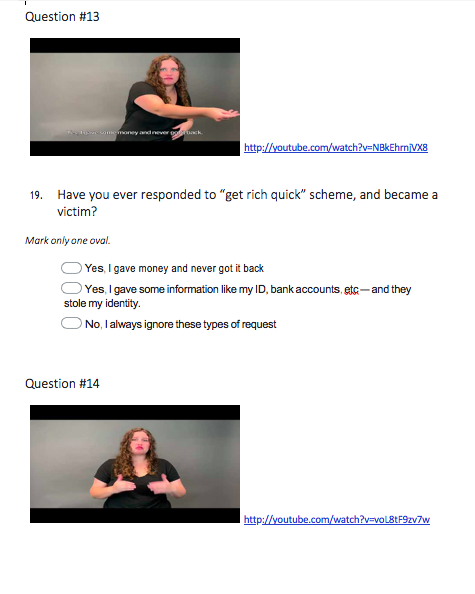 Question #13
some money and never got it back.
http://youtube.com/watch?v=NBkEhrnjVX8
19. Have you ever responded to “get rich quick” scheme, and became a
victim?
Mark only one oval.
Yes, I gave money and never got it back
Yes, I gave some information like my ID, bank accounts, etc—and they
stole my identity.
No, I always ignore these types of request
Question #14
http://youtube.com/watch?v=voL8tF9zv7w